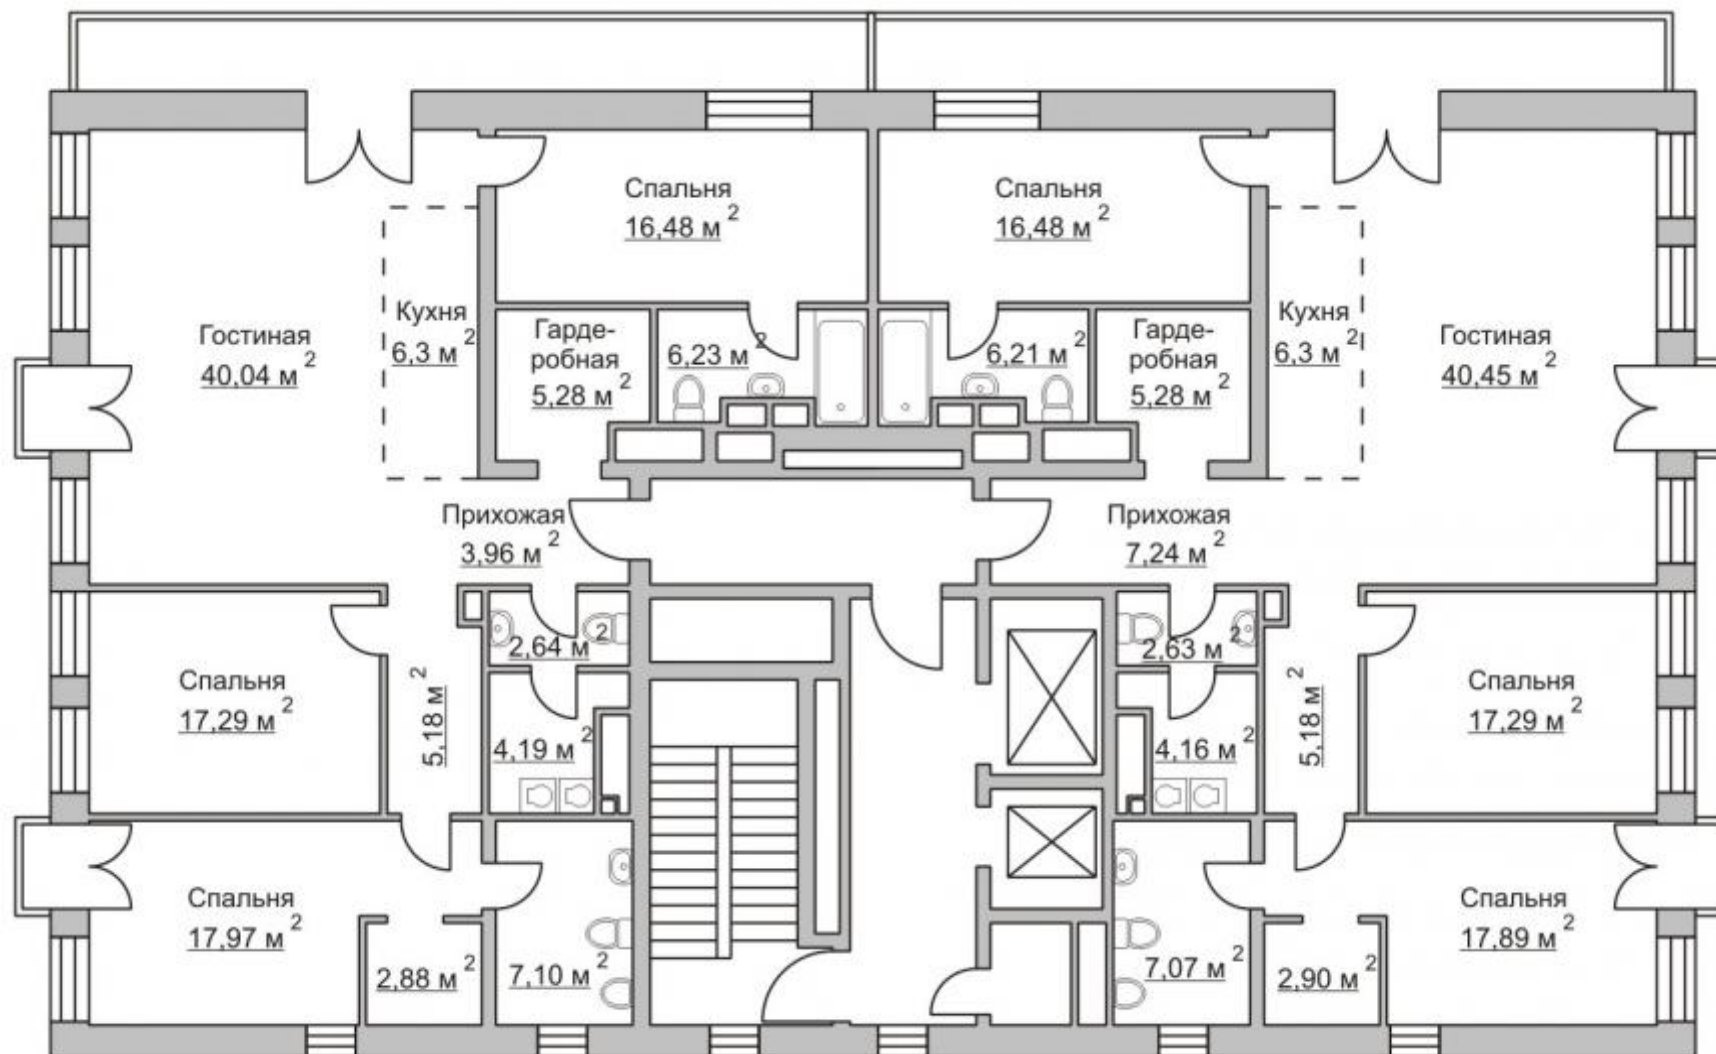 Спальня
16,48 м²
Спальня
16,48 м²
Гостиная
40,04 м²
Кухня
6,3 м²
Гарде-
робная
5,28 м²
6,23 м²
6,21 м²
Гарде-
робная
5,28 м²
Кухня
6,3 м²
Гостиная
40,45 м²
Прихожая
3,96 м²
Прихожая
7,24 м²
Спальня
17,29 м²
5,18 м²
2,64 м²
4,19 м²
2,63 м²
4,16 м²
5,18 м²
Спальня
17,29 м²
Спальня
17,97 м²
2,88 м²
7,10 м²
7,07 м²
2,90 м²
Спальня
17,89 м²